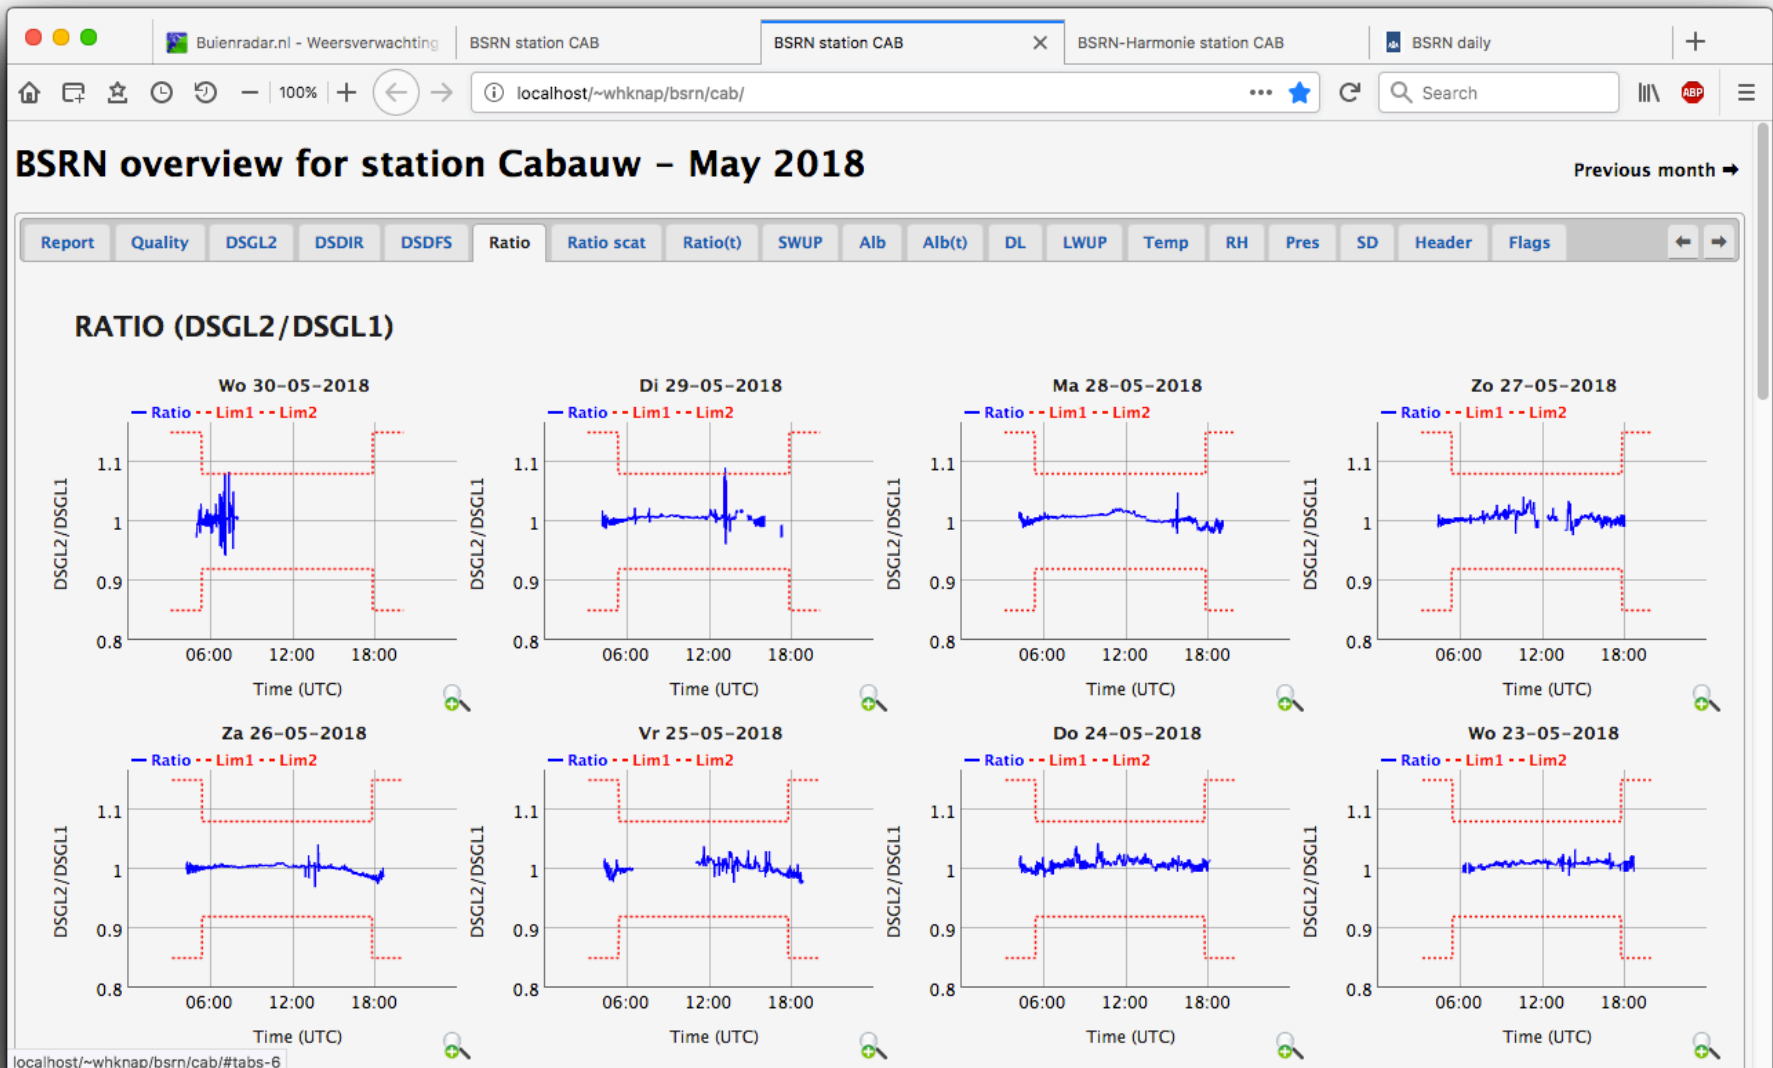 Buienradar.nl - Weersverwachting
BSRN station CAB
BSRN station CAB
BSRN-Harmonie station CAB
BSRN daily
100%
localhost/~whknap/bsrn/cab/
Search
ABP
BSRN overview for station Cabauw – May 2018
Previous month ➡
Report Quality DSGL2 DSDIR DSDFS Ratio Ratio scat Ratio(t) SWUP Alb Alb(t) DL LWUP Temp RH Pres SD Header Flags
RATIO (DSGL2/DSGL1)
Wo 30-05-2018
Ratio Lim1 Lim2
DSGL2/DSGL1
1.1
1
0.9
0.8
06:00 12:00 18:00
Time (UTC)
Di 29-05-2018
Ratio Lim1 Lim2
DSGL2/DSGL1
1.1
1
0.9
0.8
06:00 12:00 18:00
Time (UTC)
Ma 28-05-2018
Ratio Lim1 Lim2
DSGL2/DSGL1
1.1
1
0.9
0.8
06:00 12:00 18:00
Time (UTC)
Zo 27-05-2018
Ratio Lim1 Lim2
DSGL2/DSGL1
1.1
1
0.9
0.8
06:00 12:00 18:00
Time (UTC)
Za 26-05-2018
Ratio Lim1 Lim2
DSGL2/DSGL1
1.1
1
0.9
0.8
06:00 12:00 18:00
Time (UTC)
Vr 25-05-2018
Ratio Lim1 Lim2
DSGL2/DSGL1
1.1
1
0.9
0.8
06:00 12:00 18:00
Time (UTC)
Do 24-05-2018
Ratio Lim1 Lim2
DSGL2/DSGL1
1.1
1
0.9
0.8
06:00 12:00 18:00
Time (UTC)
Wo 23-05-2018
Ratio Lim1 Lim2
DSGL2/DSGL1
1.1
1
0.9
0.8
06:00 12:00 18:00
Time (UTC)
localhost/~whknap/bsrn/cab/#tabs-6